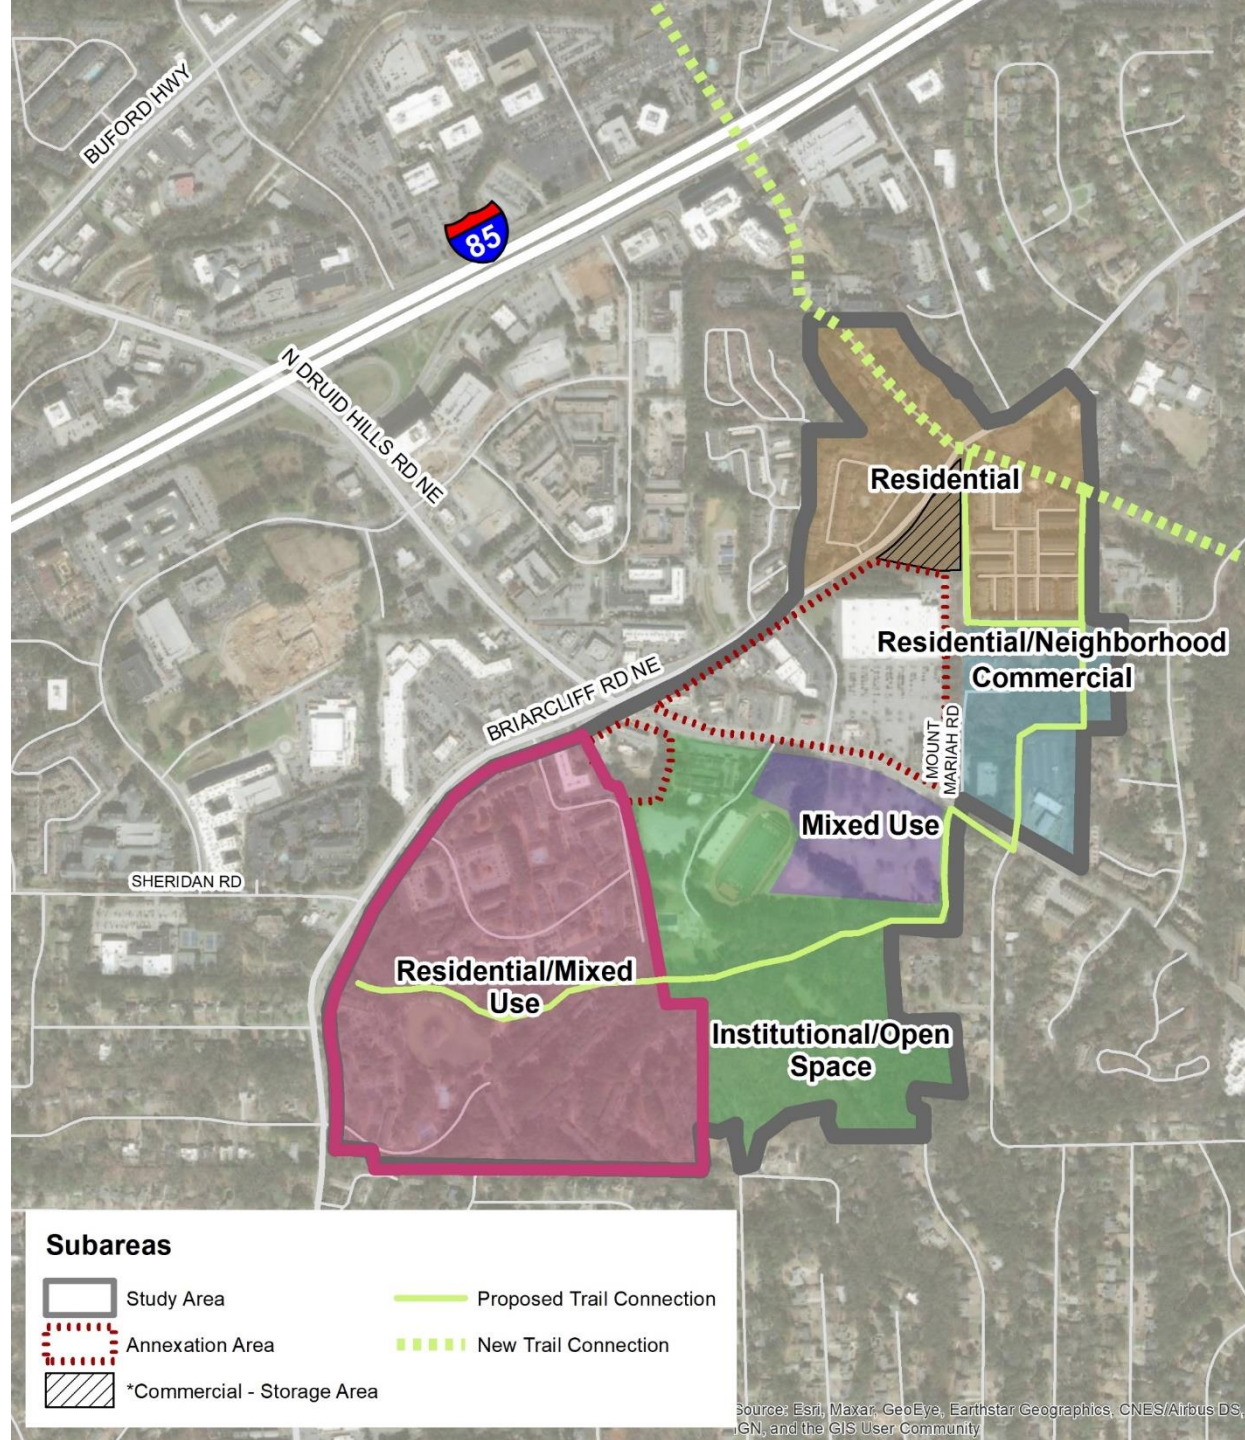 BUFORD HWY
85
N DRUID HILLS RD NE
Residential
Residential/Neighborhood
Commercial
BRIARCLIFF RD NE
MOUNT
MARIAH RD
Mixed Use
SHERIDAN RD
Residential/Mixed
Use
Institutional/Open
Space
Subareas
Study Area
Proposed Trail Connection
Annexation Area
New Trail Connection
*Commercial - Storage Area
Source: Esri, Maxar, GeoEye, Earthstar Geographics, CNES/Airbus DS,
IGN, and the GIS User Community